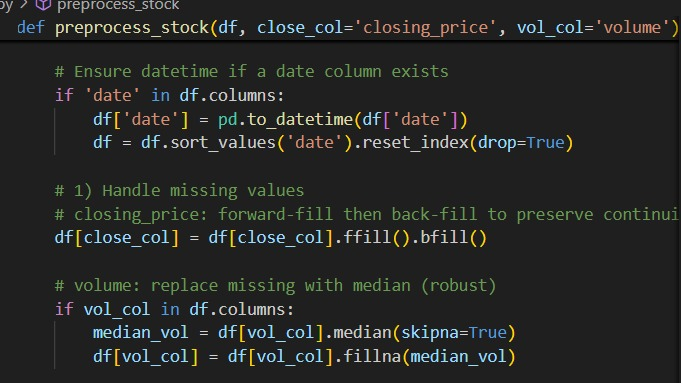 py > preprocess_stock
def preprocess_stock(df, close_col='closing_price', vol_col='volume')
# Ensure datetime if a date column exists
if 'date' in df.columns:
df['date'] = pd.to_datetime(df['date'])
df = df.sort_values('date').reset_index(drop=True)
# 1) Handle missing values
# closing_price: forward-fill then back-fill to preserve continui
df[close_col] = df[close_col].ffill().bfill()
# volume: replace missing with median (robust)
if vol_col in df.columns:
median_vol = df[vol_col].median(skipna=True)
df[vol_col] = df[vol_col].fillna(median_vol)